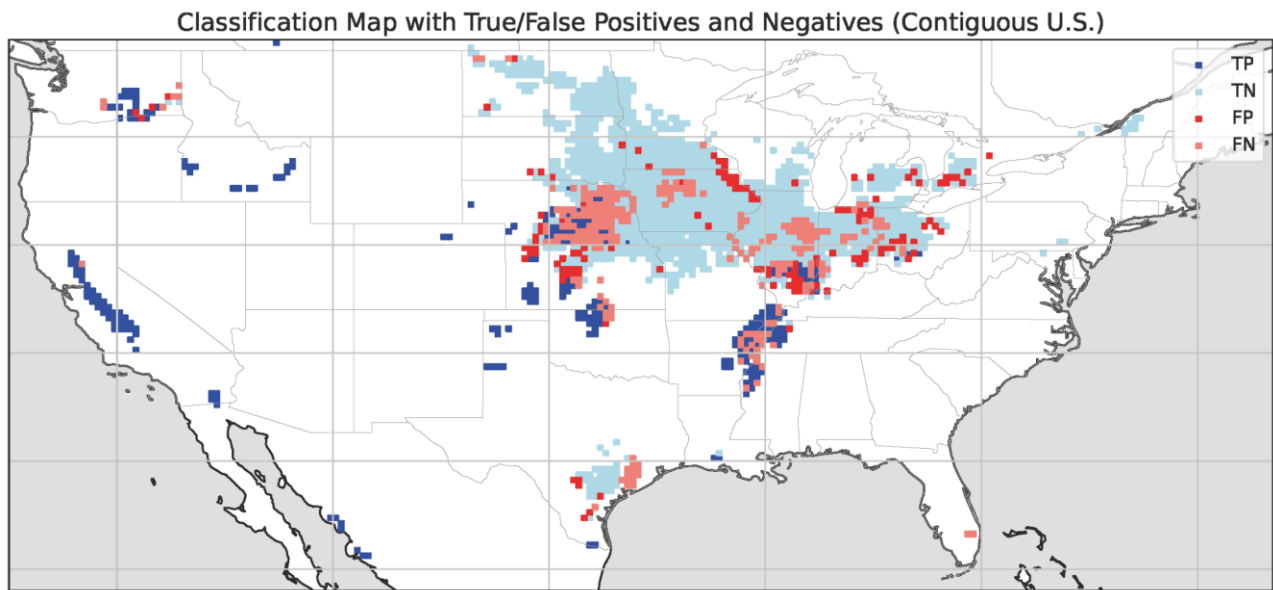 Classification Map with True/False Positives and Negatives (Contiguous U.S.)
TP
TN
FP
FN